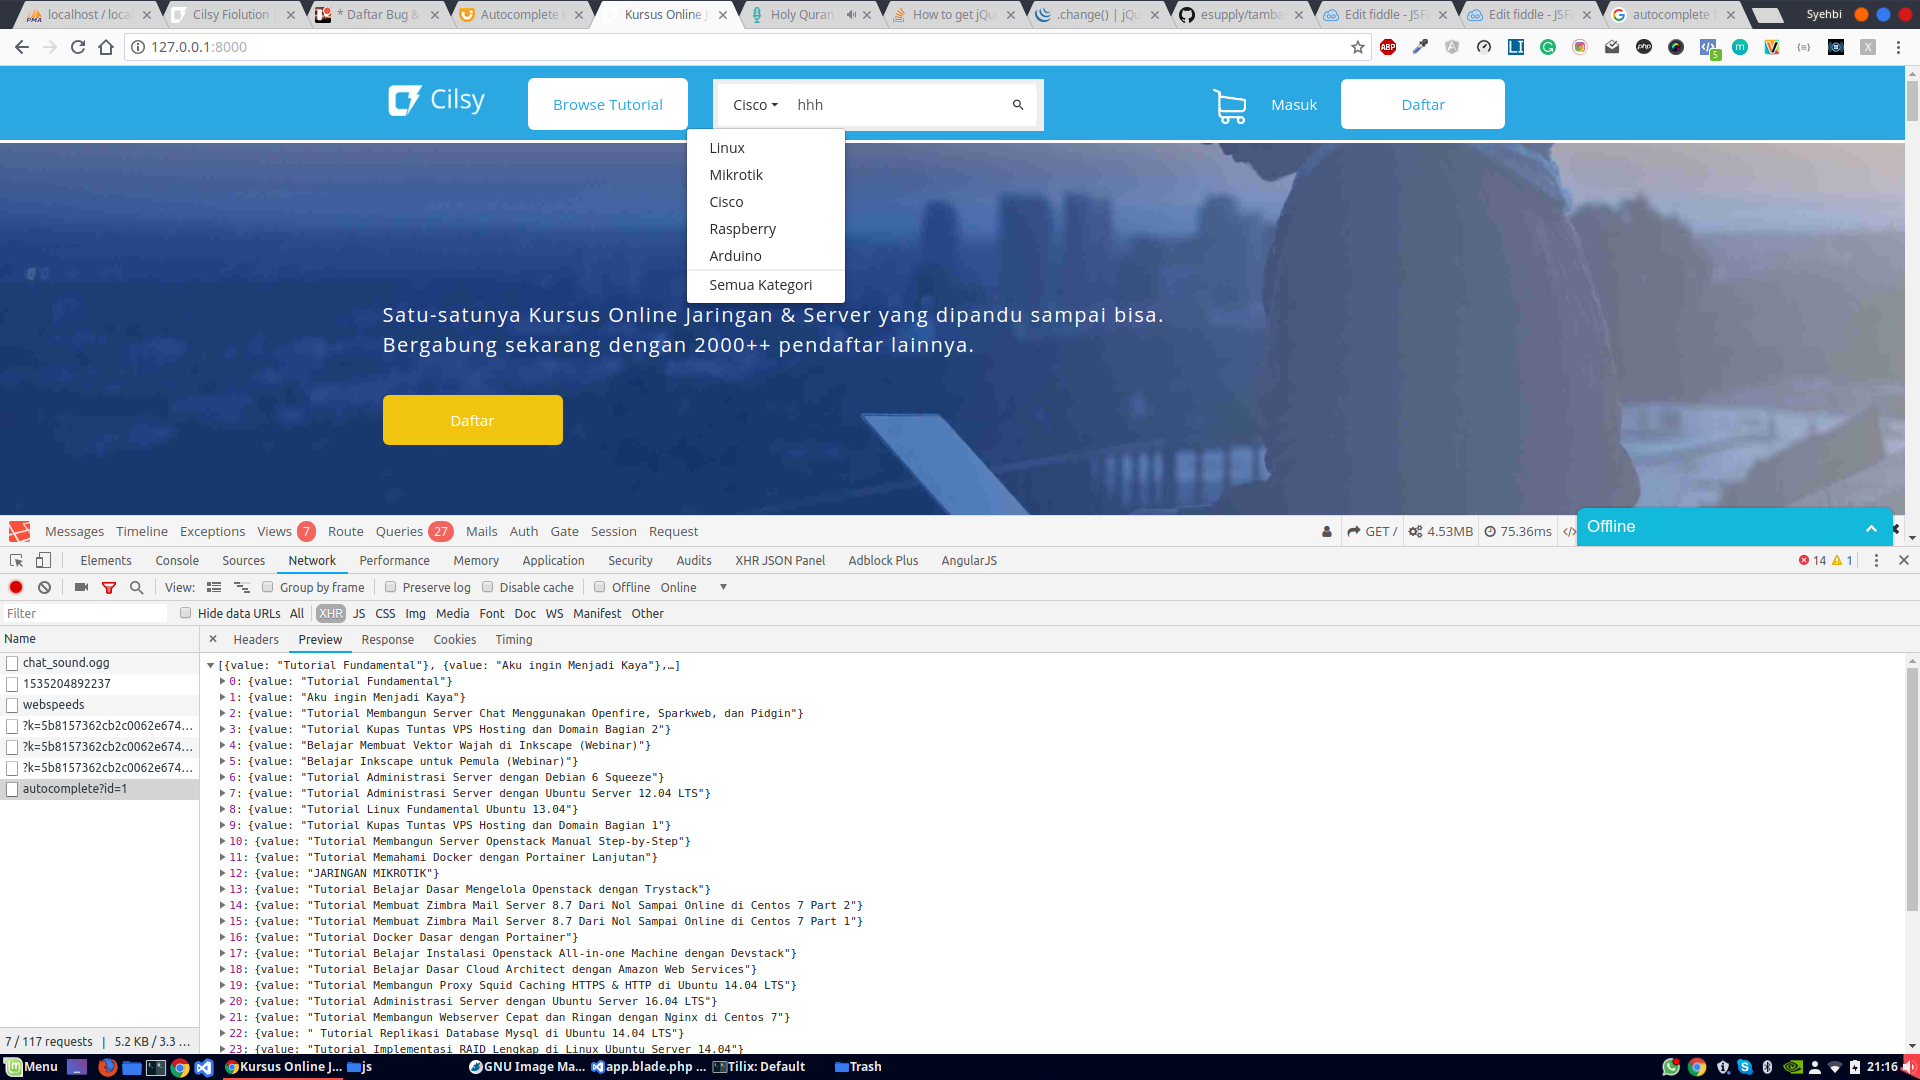 localhost / local
Cilsy Fiolution
* Daftar Bug &
Autocomplete
Kursus Online J
Holy Quran
How to get jQu
.change() | jQu
esupply/tamba
Edit fiddle - JSF
Edit fiddle - JSF
autocomplete
Syehbi
127.0.0.1:8000
Cilsy
Browse Tutorial
Cisco
hhh
Masuk
Daftar
Linux
Mikrotik
Cisco
Raspberry
Arduino
Semua Kategori
Satu-satunya Kursus Online Jaringan & Server yang dipandu sampai bisa.
Bergabung sekarang dengan 2000++ pendaftar lainnya.
Daftar
Messages Timeline Exceptions Views 7 Route Queries 27 Mails Auth Gate Session Request GET / 4.53MB 75.36ms
Offline
Elements Console Sources Network Performance Memory Application Security Audits XHR JSON Panel Adblock Plus AngularJS 14 1
View: Group by frame Preserve log Disable cache Offline Online
Filter Hide data URLs All XHR JS CSS Img Media Font Doc WS Manifest Other
Name
Headers Preview Response Cookies Timing
chat_sound.ogg
1535204892237
webspeeds
?k=5b8157362cb2c0062e674...
?k=5b8157362cb2c0062e674...
?k=5b8157362cb2c0062e674...
autocomplete?id=1
[{value: "Tutorial Fundamental"}, {value: "Aku ingin Menjadi Kaya"},…]
0: {value: "Tutorial Fundamental"}
1: {value: "Aku ingin Menjadi Kaya"}
2: {value: "Tutorial Membangun Server Chat Menggunakan Openfire, Sparkweb, dan Pidgin"}
3: {value: "Tutorial Kupas Tuntas VPS Hosting dan Domain Bagian 2"}
4: {value: "Belajar Membuat Vektor Wajah di Inkscape (Webinar)"}
5: {value: "Belajar Inkscape untuk Pemula (Webinar)"}
6: {value: "Tutorial Administrasi Server dengan Debian 6 Squeeze"}
7: {value: "Tutorial Administrasi Server dengan Ubuntu Server 12.04 LTS"}
8: {value: "Tutorial Linux Fundamental Ubuntu 13.04"}
9: {value: "Tutorial Kupas Tuntas VPS Hosting dan Domain Bagian 1"}
10: {value: "Tutorial Membangun Server Openstack Manual Step-by-Step"}
11: {value: "Tutorial Memahami Docker dengan Portainer Lanjutan"}
12: {value: "JARINGAN MIKROTIK"}
13: {value: "Tutorial Belajar Dasar Mengelola Openstack dengan Trystack"}
14: {value: "Tutorial Membuat Zimbra Mail Server 8.7 Dari Nol Sampai Online di Centos 7 Part 2"}
15: {value: "Tutorial Membuat Zimbra Mail Server 8.7 Dari Nol Sampai Online di Centos 7 Part 1"}
16: {value: "Tutorial Docker Dasar dengan Portainer"}
17: {value: "Tutorial Belajar Instalasi Openstack All-in-one Machine dengan Devstack"}
18: {value: "Tutorial Belajar Dasar Cloud Architect dengan Amazon Web Services"}
19: {value: "Tutorial Membangun Proxy Squid Caching HTTPS & HTTP di Ubuntu 14.04 LTS"}
20: {value: "Tutorial Administrasi Server dengan Ubuntu Server 16.04 LTS"}
21: {value: "Tutorial Membangun Webserver Cepat dan Ringan dengan Nginx di Centos 7"}
22: {value: " Tutorial Replikasi Database Mysql di Ubuntu 14.04 LTS"}
23: {value: "Tutorial Implementasi RAID Lengkap di Linux Ubuntu Server 14.04"}
7 / 117 requests | 5.2 KB / 3.3 ...
Menu Kursus Online J... js GNU Image Ma... app.blade.php ... Tilix: Default Trash 21:16